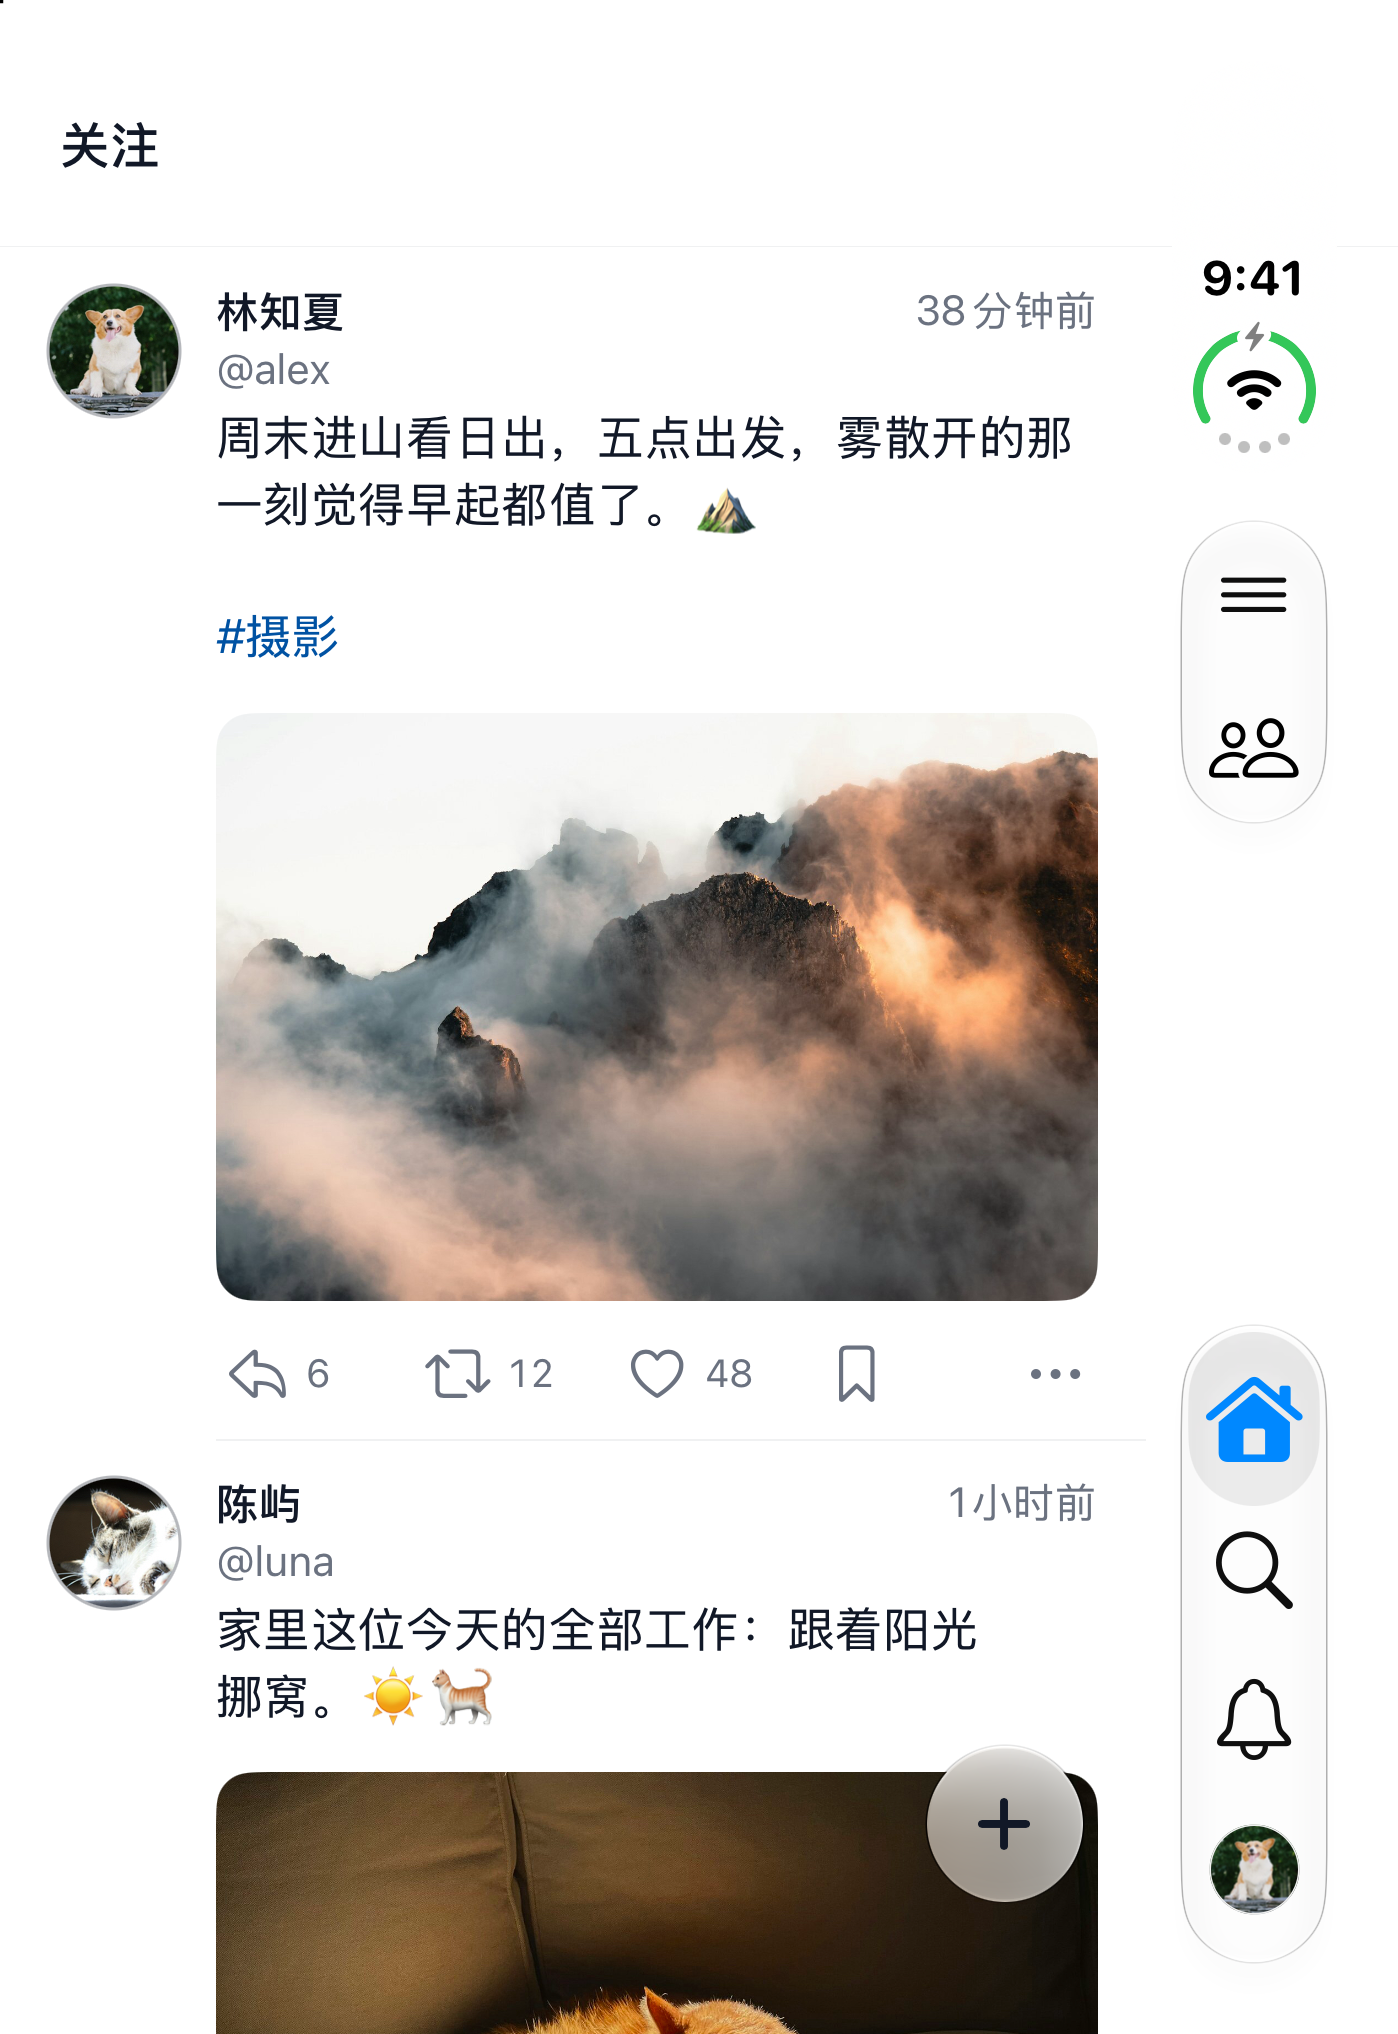 关注
9:41
林知夏
38分钟前
@alex
周末进山看日出，五点出发，雾散开的那
一刻觉得早起都值了。⛰️
#摄影
6
12
48
陈屿
1小时前
@luna
家里这位今天的全部工作：跟着阳光
挪窝。☀️🐈